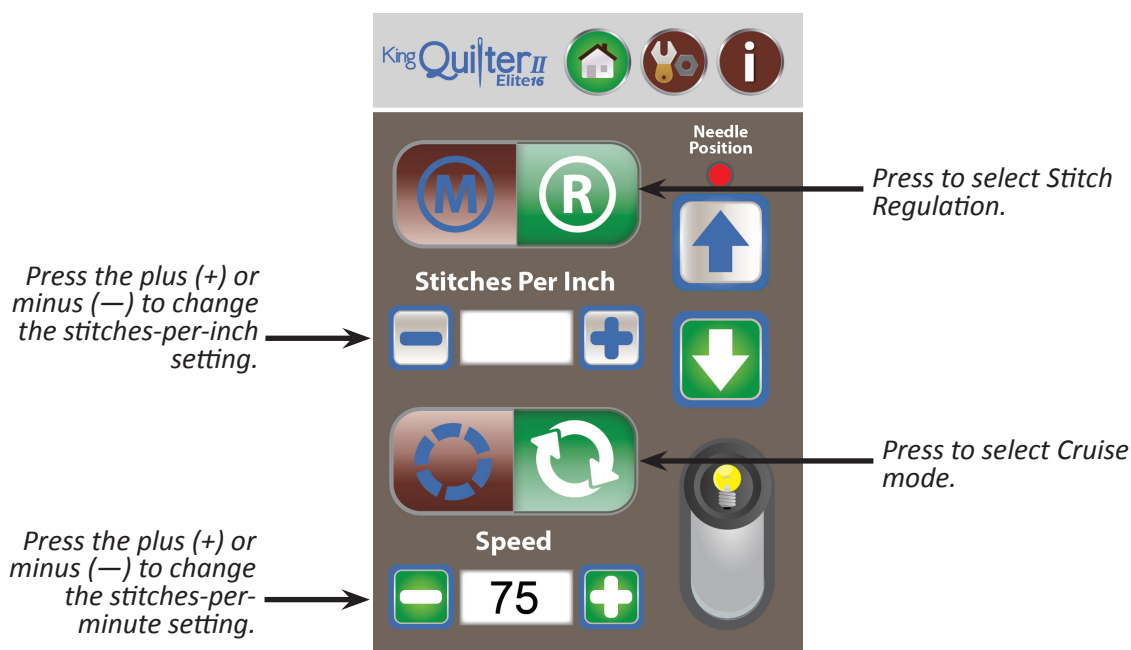 King Quilter II
Elite16
i
Needle
Position
M R
Press to select Stitch
Regulation.
Stitches Per Inch
Press the plus (+) or
minus (—) to change
the stitches-per-inch
setting.
Press to select Cruise
mode.
Speed
75
Press the plus (+) or
minus (—) to change
the stitches-per-
minute setting.